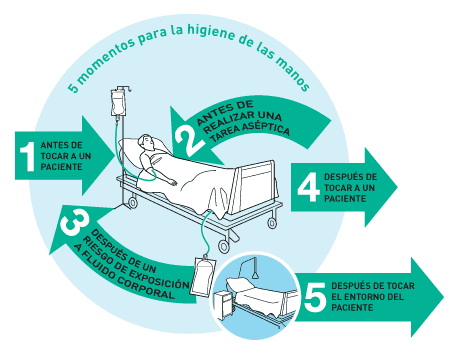 5 momentos para la higiene de las manos
1
ANTES DE
TOCAR A UN
PACIENTE
2
ANTES DE
REALIZAR UNA
TAREA ASÉPTICA
3
DESPUÉS DE UN
RIESGO DE EXPOSICIÓN
A FLUIDO CORPORAL
4
DESPUÉS DE
TOCAR A UN
PACIENTE
5
DESPUÉS DE TOCAR
EL ENTORNO DEL
PACIENTE